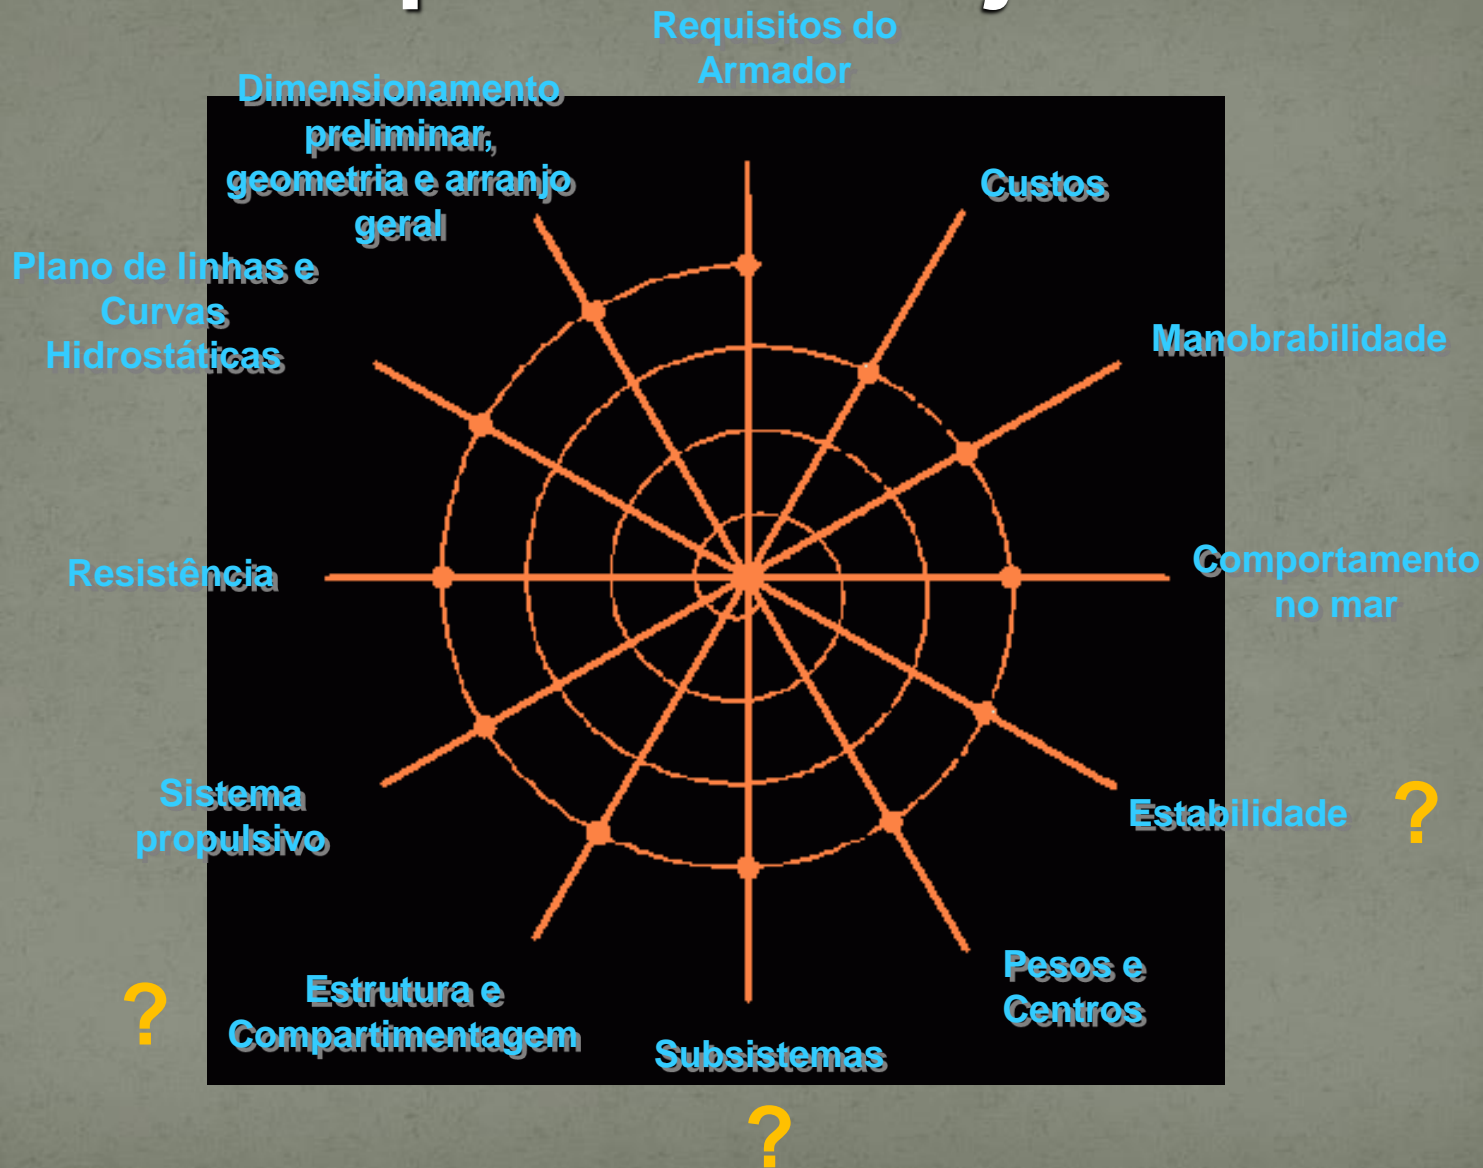 Requisitos do
Armador
Dimensionamento
preliminar,
geometria e arranjo
geral
Custos
Plano de linhas e
Curvas
Hidrostáticas
Manobrabilidade
Resistência
Comportamento
no mar
Sistema
propulsivo
Estabilidade ?
Pesos e
Centros
?
Estrutura e
Compartimentagem
Subsistemas
?